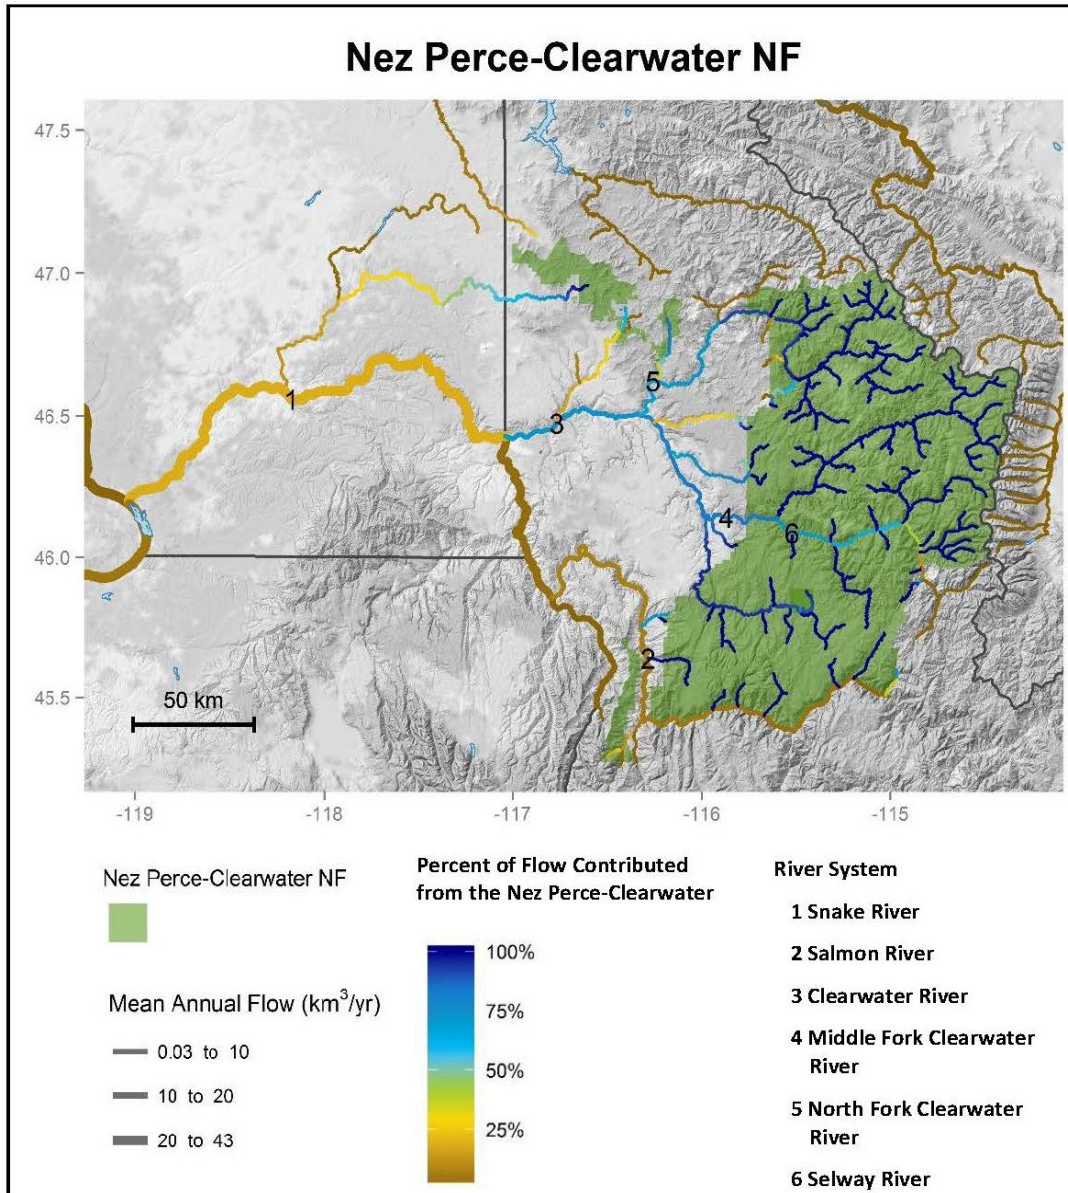 Nez Perce-Clearwater NF
47.5
47.0
46.5
46.0
45.5
1
2
3
4
5
6
50 km
-119
-118
-117
-116
-115
Nez Perce-Clearwater NF
Mean Annual Flow (km³/yr)
0.03 to 10
10 to 20
20 to 43
Percent of Flow Contributed
from the Nez Perce-Clearwater
100%
75%
50%
25%
River System
1 Snake River
2 Salmon River
3 Clearwater River
4 Middle Fork Clearwater
River
5 North Fork Clearwater
River
6 Selway River